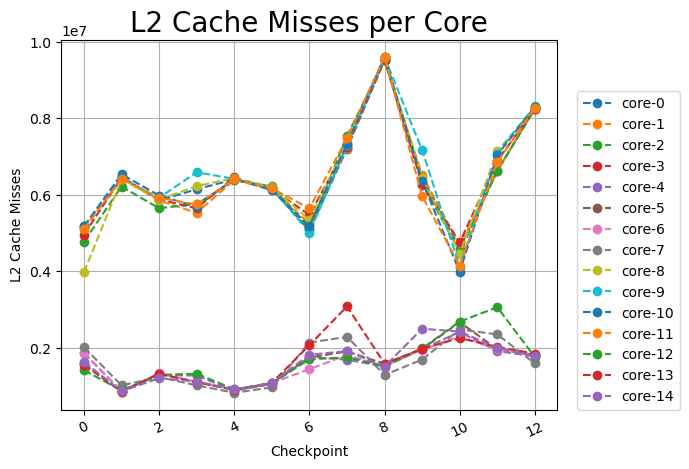 L2 Cache Misses per Core
1e7
1.0
0.8
0.6
0.4
0.2
L2 Cache Misses
0
2
4
6
8
10
12
Checkpoint
core-0
core-1
core-2
core-3
core-4
core-5
core-6
core-7
core-8
core-9
core-10
core-11
core-12
core-13
core-14